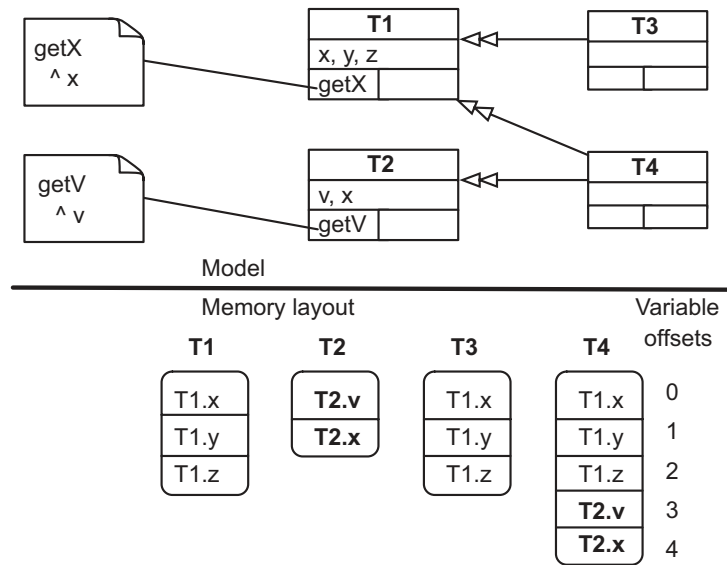 T1
T3
getX
^ x
x, y, z
getX
T2
T4
getV
^ v
v, x
getV
Model
Memory layout
Variable
offsets
T1
T2
T3
T4
T1.x
T2.v
T1.x
T1.x
0
T1.y
T2.x
T1.y
T1.y
1
T1.z
T1.z
T1.z
2
T2.v
3
T2.x
4